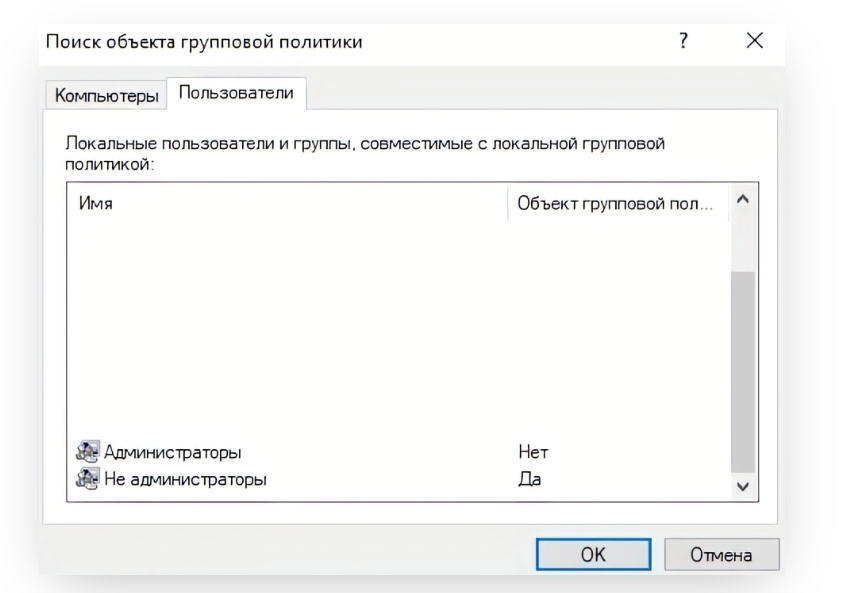 Поиск объекта групповой политики
?
Компьютеры
Пользователи
Локальные пользователи и группы, совместимые с локальной групповой
политикой:
Имя
Объект групповой пол...
Администраторы
Нет
Не администраторы
Да
OK
Отмена